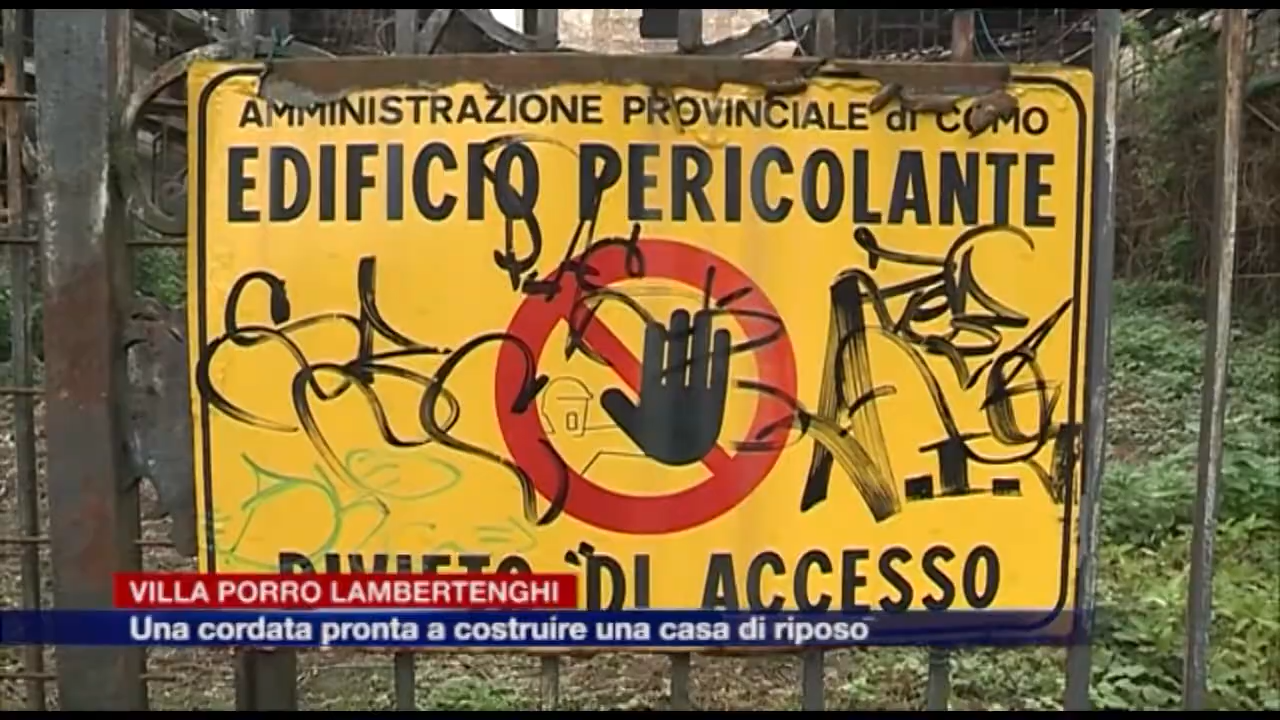 AMMINISTRAZIONE PROVINCIALE di COMO
EDIFICIO PERICOLANTE
DIVIETO DI ACCESSO
VILLA PORRO LAMBERTENGHI
Una cordata pronta a costruire una casa di riposo